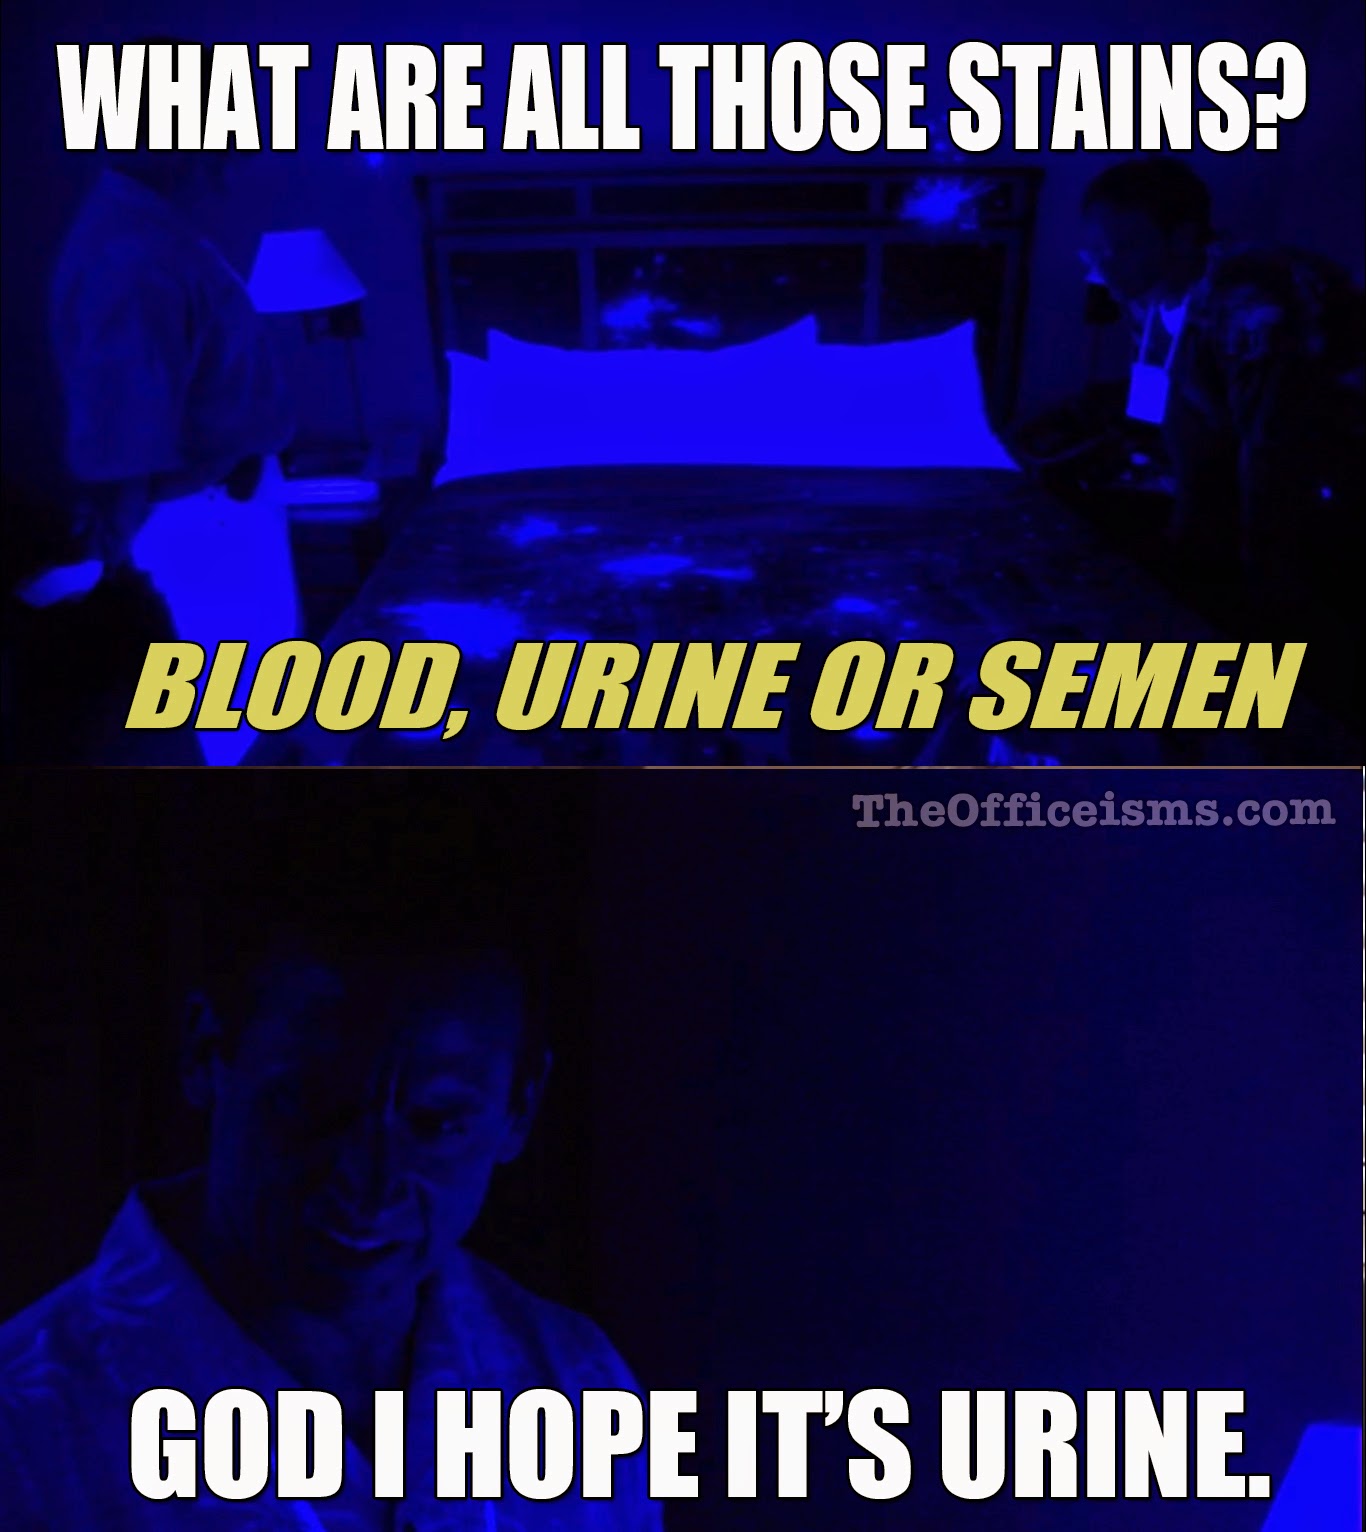 WHAT ARE ALL THOSE STAINS?
BLOOD, URINE OR SEMEN
TheOfficeisms.com
GOD I HOPE IT'S URINE.